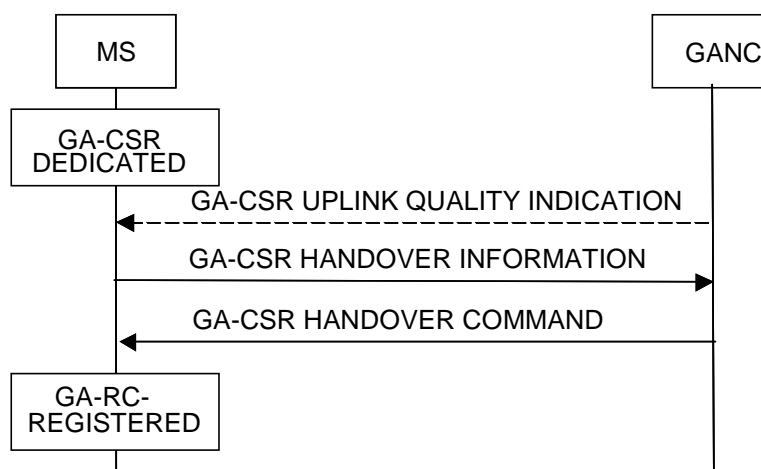 MS
GANC
GA-CSR
DEDICATED
GA-CSR UPLINK QUALITY INDICATION
GA-CSR HANDOVER INFORMATION
GA-CSR HANDOVER COMMAND
GA-RC-
REGISTERED